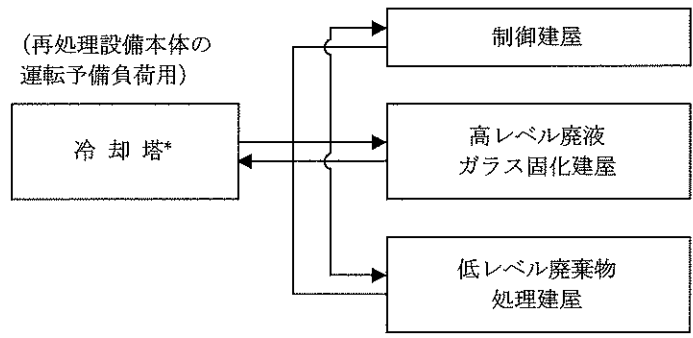 （再処理設備本体の
運転予備負荷用）
冷却塔*
制御建屋
高レベル廃液
ガラス固化建屋
低レベル廃棄物
処理建屋